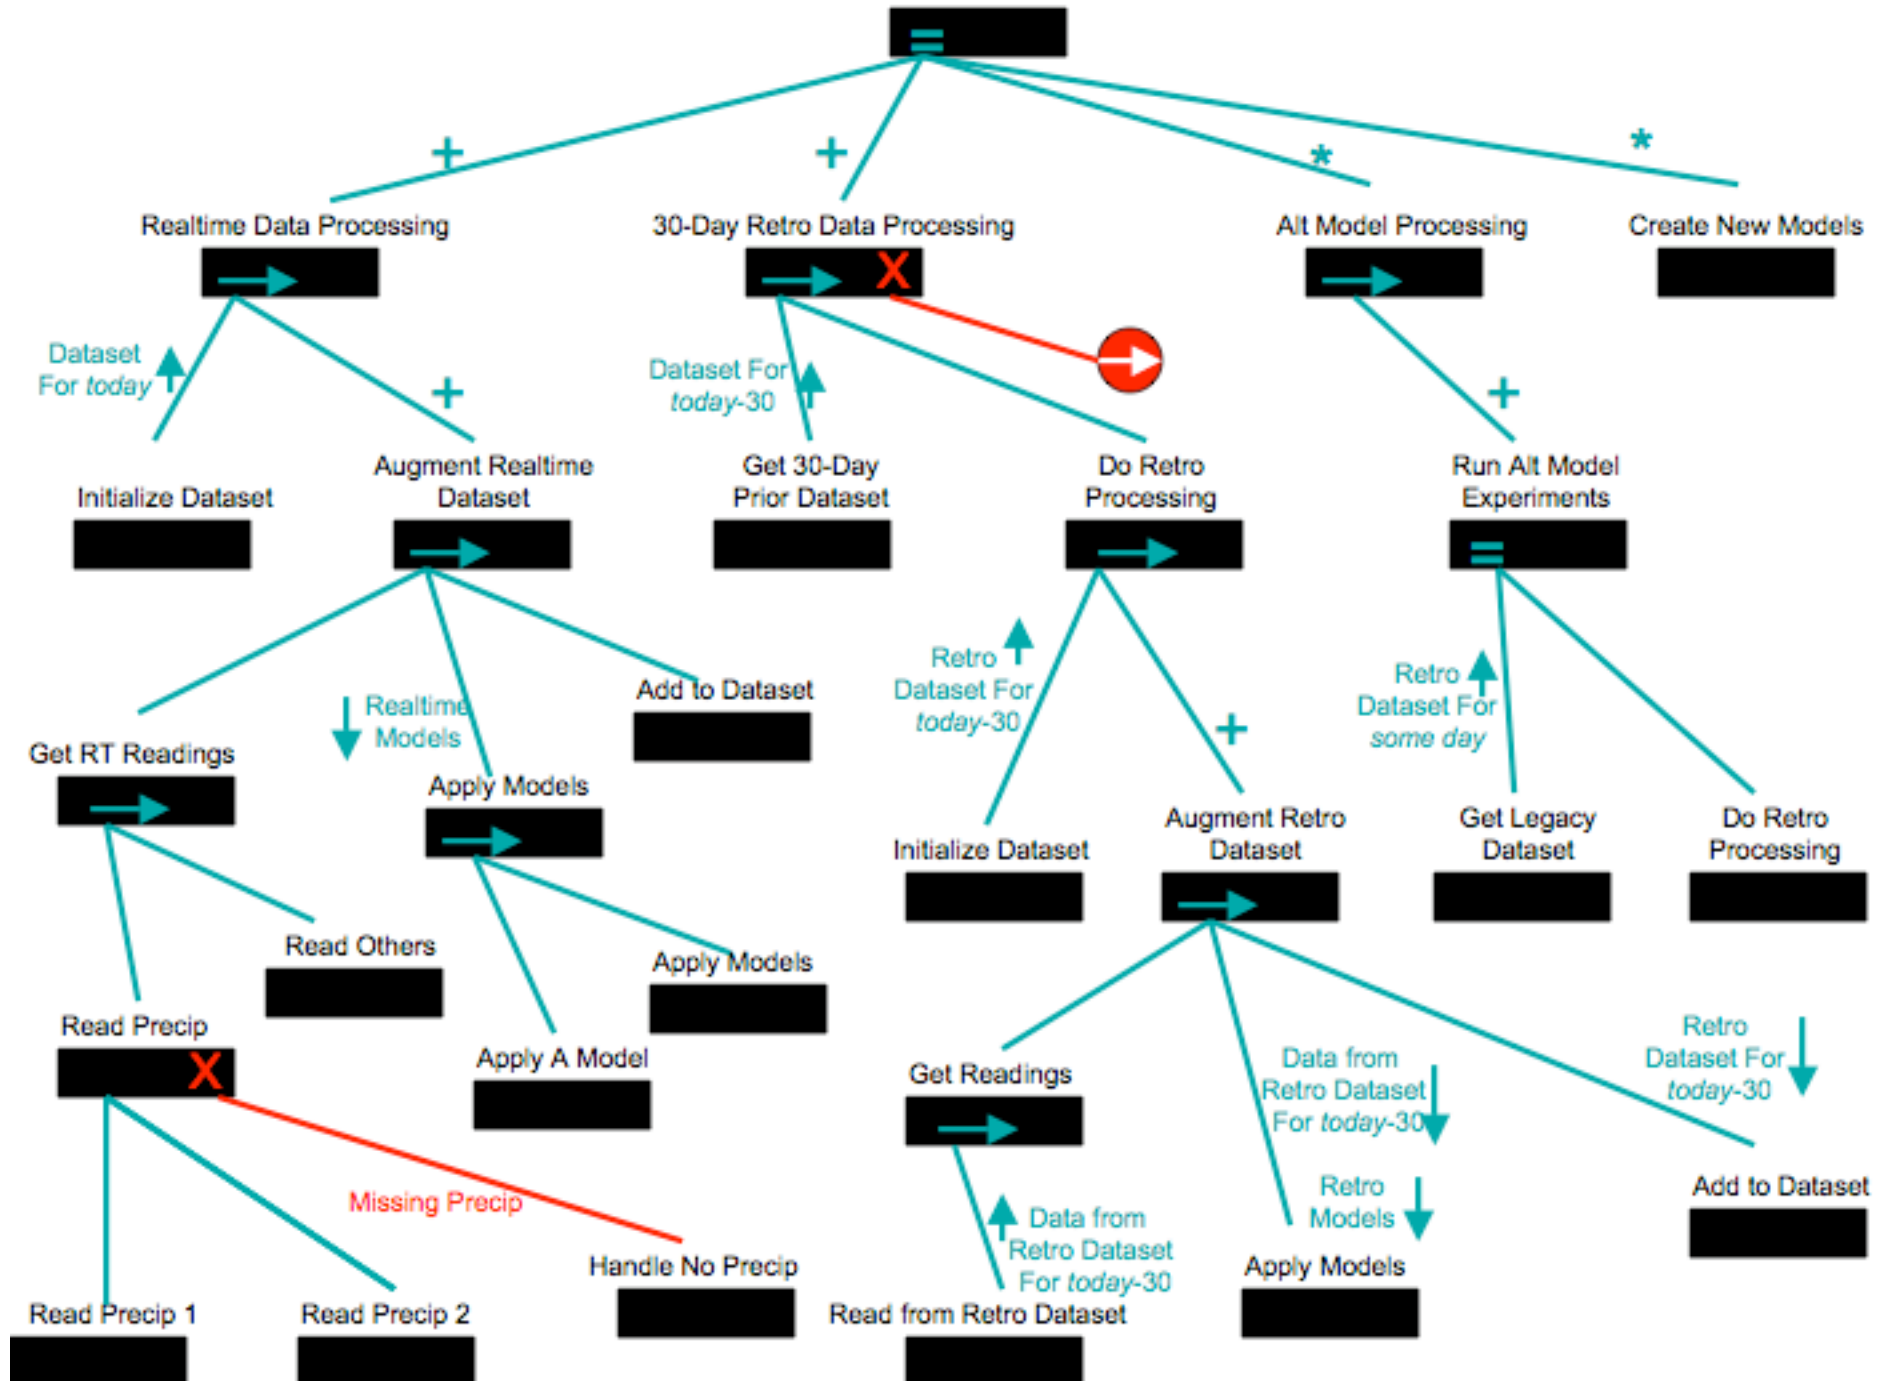 =
+
+
*
*
Realtime Data Processing
30-Day Retro Data Processing
Alt Model Processing
Create New Models
X
Dataset
For today
+
Dataset For
today-30
+
Initialize Dataset
Augment Realtime
Dataset
Get 30-Day
Prior Dataset
Do Retro
Processing
Run Alt Model
Experiments
=
Realtime
Models
Add to Dataset
Retro
Dataset For
today-30
+
Retro
Dataset For
some day
Get RT Readings
Apply Models
Initialize Dataset
Augment Retro
Dataset
Get Legacy
Dataset
Do Retro
Processing
Read Others
Apply Models
Read Precip
X
Apply A Model
Get Readings
Data from
Retro Dataset
For today-30
Retro
Dataset For
today-30
Missing Precip
Data from
Retro Dataset
For today-30
Retro
Models
Add to Dataset
Handle No Precip
Apply Models
Read Precip 1
Read Precip 2
Read from Retro Dataset